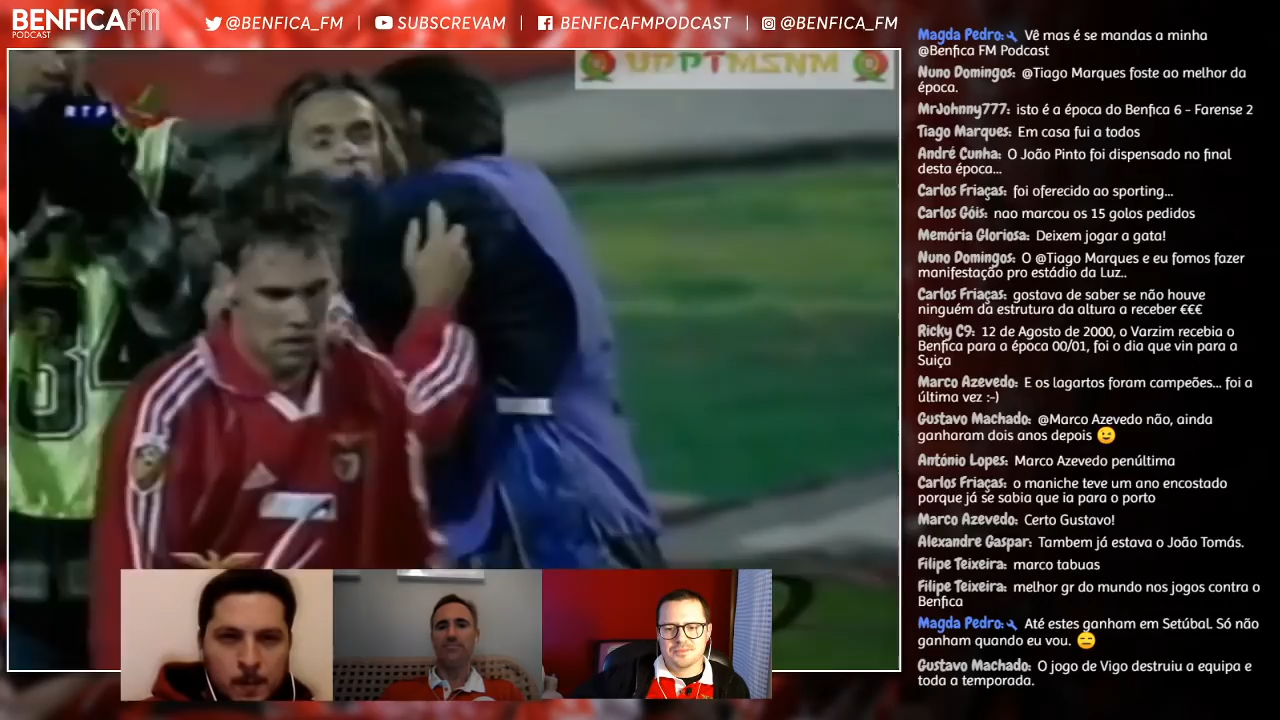 BENFICAFM
PODCAST
@BENFICA_FM | SUBSCREVAM | BENFICAFMPODCAST | @BENFICA_FM
VPPTMSNM
RTP
34
Magda Pedro: Vê mas é se mandas a minha
@Benfica FM Podcast
Nuno Domingos: @Tiago Marques foste ao melhor da
época.
MrJohnny777: isto é a época do Benfica 6 - Farense 2
Tiago Marques: Em casa fui a todos
André Cunha: O João Pinto foi dispensado no final
desta época...
Carlos Friaças: foi oferecido ao sporting...
Carlos Góis: nao marcou os 15 golos pedidos
Memória Gloriosa: Deixem jogar a gata!
Nuno Domingos: O @Tiago Marques e eu fomos fazer
manifestação pro estádio da Luz..
Carlos Friaças: gostava de saber se não houve
ninguém da estrutura da altura a receber €€€
Ricky C9: 12 de Agosto de 2000, o Varzim recebia o
Benfica para a época 00/01, foi o dia que vin para a
Suiça
Marco Azevedo: E os lagartos foram campeões... foi a
última vez :-)
Gustavo Machado: @Marco Azevedo não, ainda
ganharam dois anos depois 😉
António Lopes: Marco Azevedo penúltima
Carlos Friaças: o maniche teve um ano encostado
porque já se sabia que ia para o porto
Marco Azevedo: Certo Gustavo!
Alexandre Gaspar: Tambem já estava o João Tomás.
Filipe Teixeira: marco tabuas
Filipe Teixeira: melhor gr do mundo nos jogos contra o
Benfica
Magda Pedro: Até estes ganham em Setúbal. Só não
ganham quando eu vou. 😑
Gustavo Machado: O jogo de Vigo destruiu a equipa e
toda a temporada.